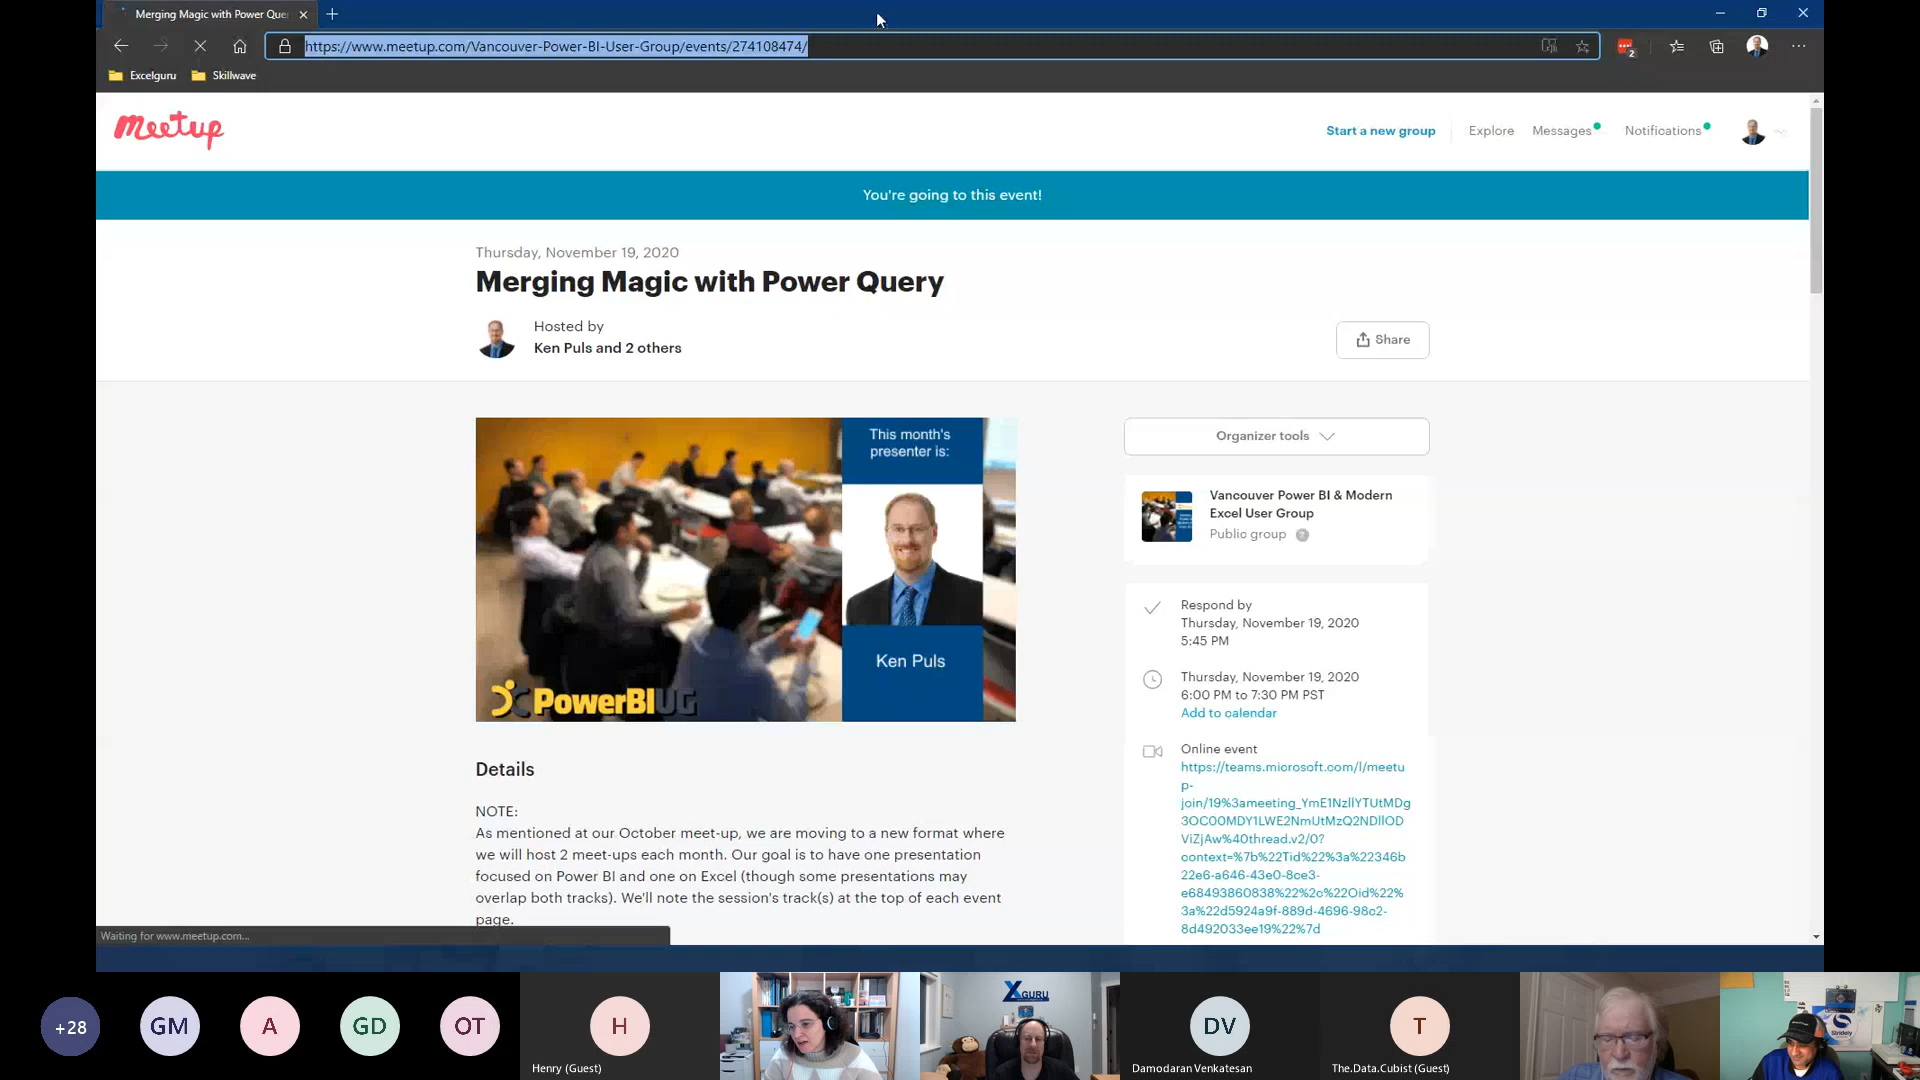 Merging Magic with Power Que
https://www.meetup.com/Vancouver-Power-BI-User-Group/events/274108474/
2
Excelguru
Skillwave
Meetup
Start a new group
Explore
Messages
Notifications
You're going to this event!
Thursday, November 19, 2020
Merging Magic with Power Query
Hosted by
Ken Puls and 2 others
Share
This month's
presenter is:
Ken Puls
PowerBIUG
Organizer tools
Vancouver Power BI & Modern
Excel User Group
Public group
Respond by
Thursday, November 19, 2020
5:45 PM
Thursday, November 19, 2020
6:00 PM to 7:30 PM PST
Add to calendar
Online event
https://teams.microsoft.com/l/meetu
p-
join/19%3ameeting_YmE1NzllYTUtMDg
3OC00MDY1LWE2NmUtMzQ2NDllOD
ViZjAw%40thread.v2/0?
context=%7b%22Tid%22%3a%22346b
22e6-a646-43e0-8ce3-
e68493860838%22%2c%22Oid%22%
3a%22d5924a9f-889d-4696-98c2-
8d492033ee19%22%7d
Details
NOTE:
As mentioned at our October meet-up, we are moving to a new format where
we will host 2 meet-ups each month. Our goal is to have one presentation
focused on Power BI and one on Excel (though some presentations may
overlap both tracks). We'll note the session's track(s) at the top of each event
page.
Waiting for www.meetup.com...
+28
GM
A
GD
OT
H
Henry (Guest)
XGURU
DV
Damodaran Venkatesan
T
The.Data.Cubist (Guest)
Stridely